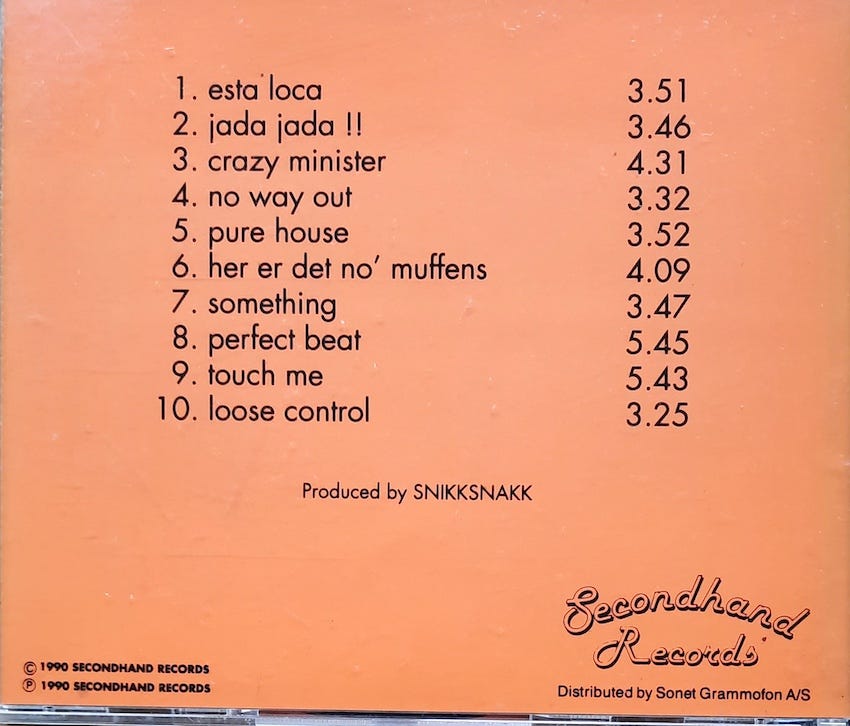 1. esta loca 3.51
2. jada jada !! 3.46
3. crazy minister 4.31
4. no way out 3.32
5. pure house 3.52
6. her er det no' muffens 4.09
7. something 3.47
8. perfect beat 5.45
9. touch me 5.43
10. loose control 3.25
Produced by SNIKKSNAKK
Secondhand
Records
© 1990 SECONDHAND RECORDS
℗ 1990 SECONDHAND RECORDS
Distributed by Sonet Grammofon A/S